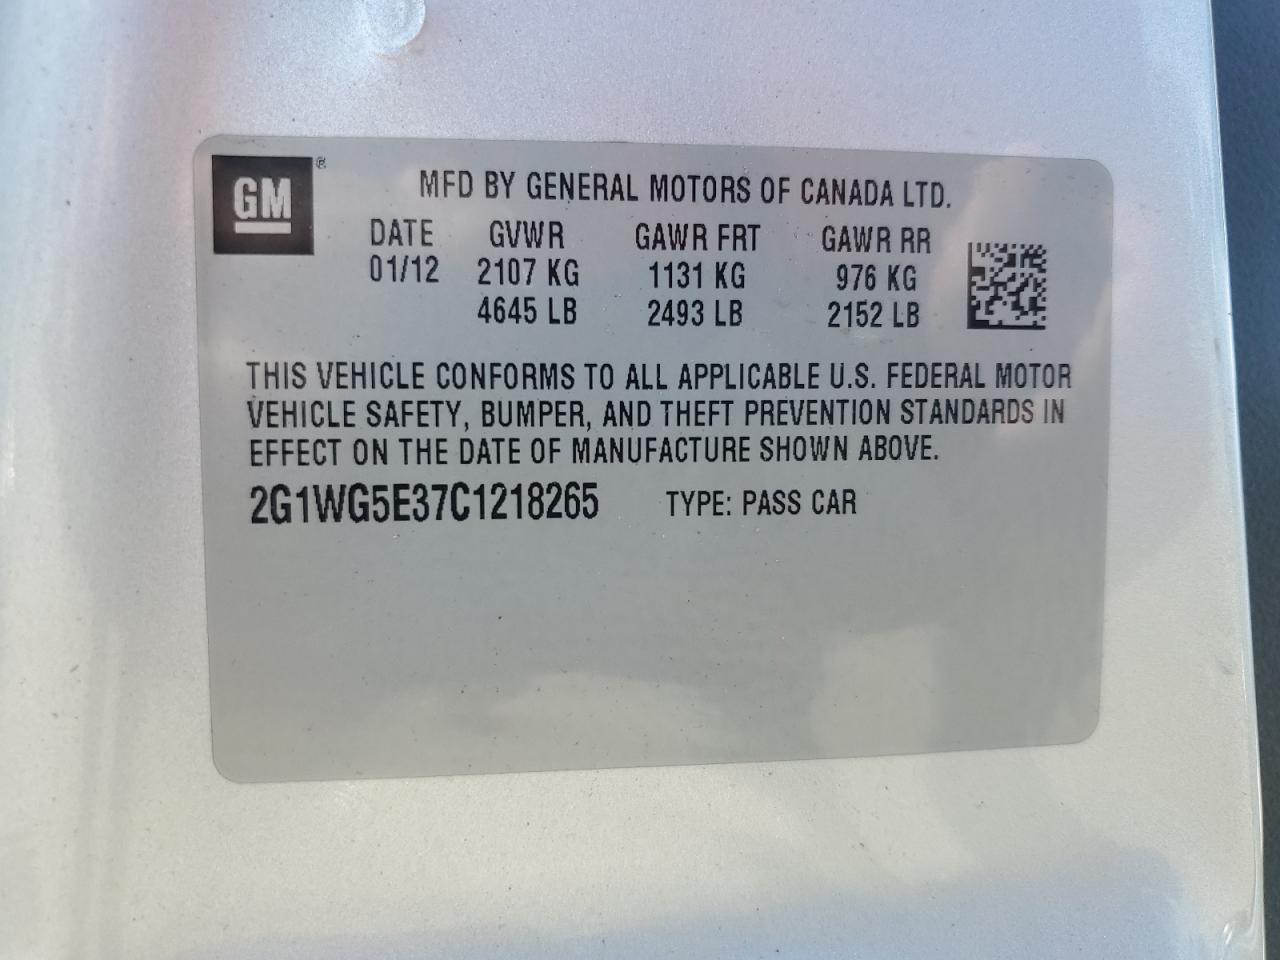 GM®
MFD BY GENERAL MOTORS OF CANADA LTD.
DATE GVWR GAWR FRT GAWR RR
01/12 2107 KG 1131 KG 976 KG
4645 LB 2493 LB 2152 LB
THIS VEHICLE CONFORMS TO ALL APPLICABLE U.S. FEDERAL MOTOR
VEHICLE SAFETY, BUMPER, AND THEFT PREVENTION STANDARDS IN
EFFECT ON THE DATE OF MANUFACTURE SHOWN ABOVE.
2G1WG5E37C1218265 TYPE: PASS CAR